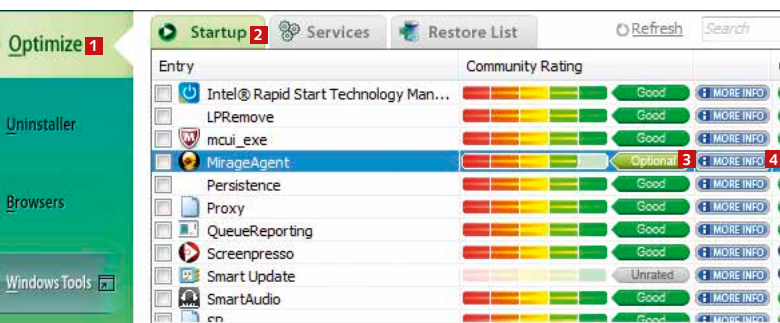 Optimize 1
Startup 2 Services Restore List Refresh Search
Entry Community Rating
Intel® Rapid Start Technology Man... Good MORE INFO
LPRemove Good MORE INFO
Uninstaller
mcui_exe Good MORE INFO
MirageAgent Optional 3 MORE INFO 4
Persistence Good MORE INFO
Browsers
Proxy Good MORE INFO
QueueReporting Good MORE INFO
Screenpresso Good MORE INFO
Windows Tools
Smart Update Unrated MORE INFO
SmartAudio Good MORE INFO
Good MORE INFO